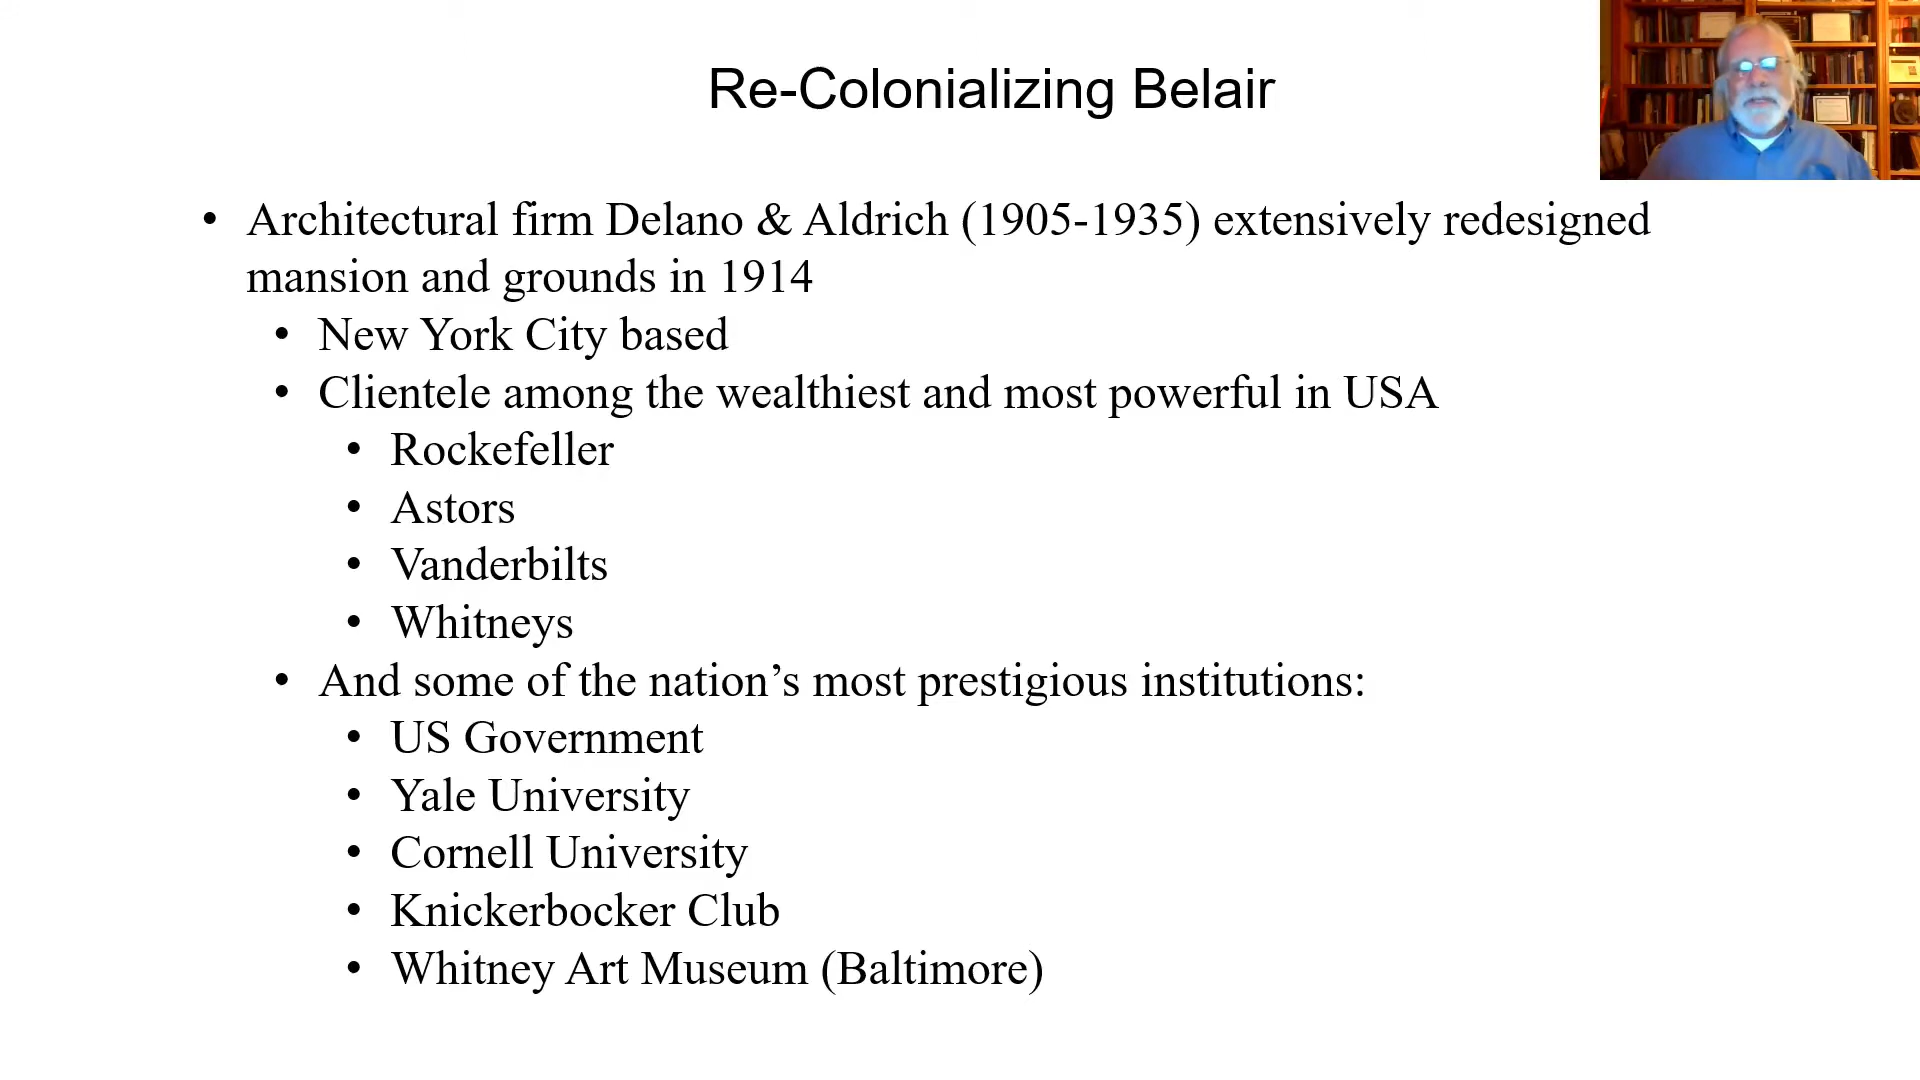 Re-Colonializing Belair
• Architectural firm Delano & Aldrich (1905-1935) extensively redesigned
mansion and grounds in 1914
• New York City based
• Clientele among the wealthiest and most powerful in USA
• Rockefeller
• Astors
• Vanderbilts
• Whitneys
• And some of the nation’s most prestigious institutions:
• US Government
• Yale University
• Cornell University
• Knickerbocker Club
• Whitney Art Museum (Baltimore)